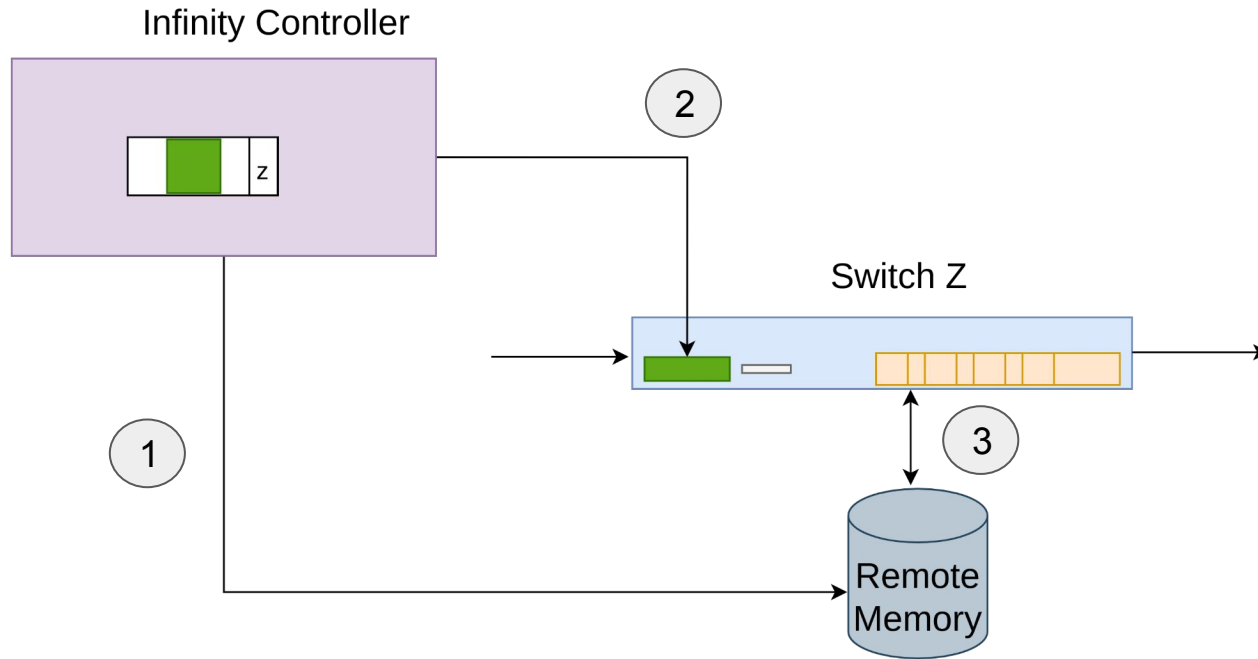 Infinity Controller
z
2
Switch Z
1
3
Remote
Memory